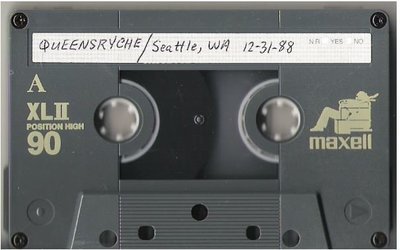 QUEENSRYCHE/Seattle, WA 12-31-88 N.R. YES NO
A
XLII
POSITION HIGH
90
maxell